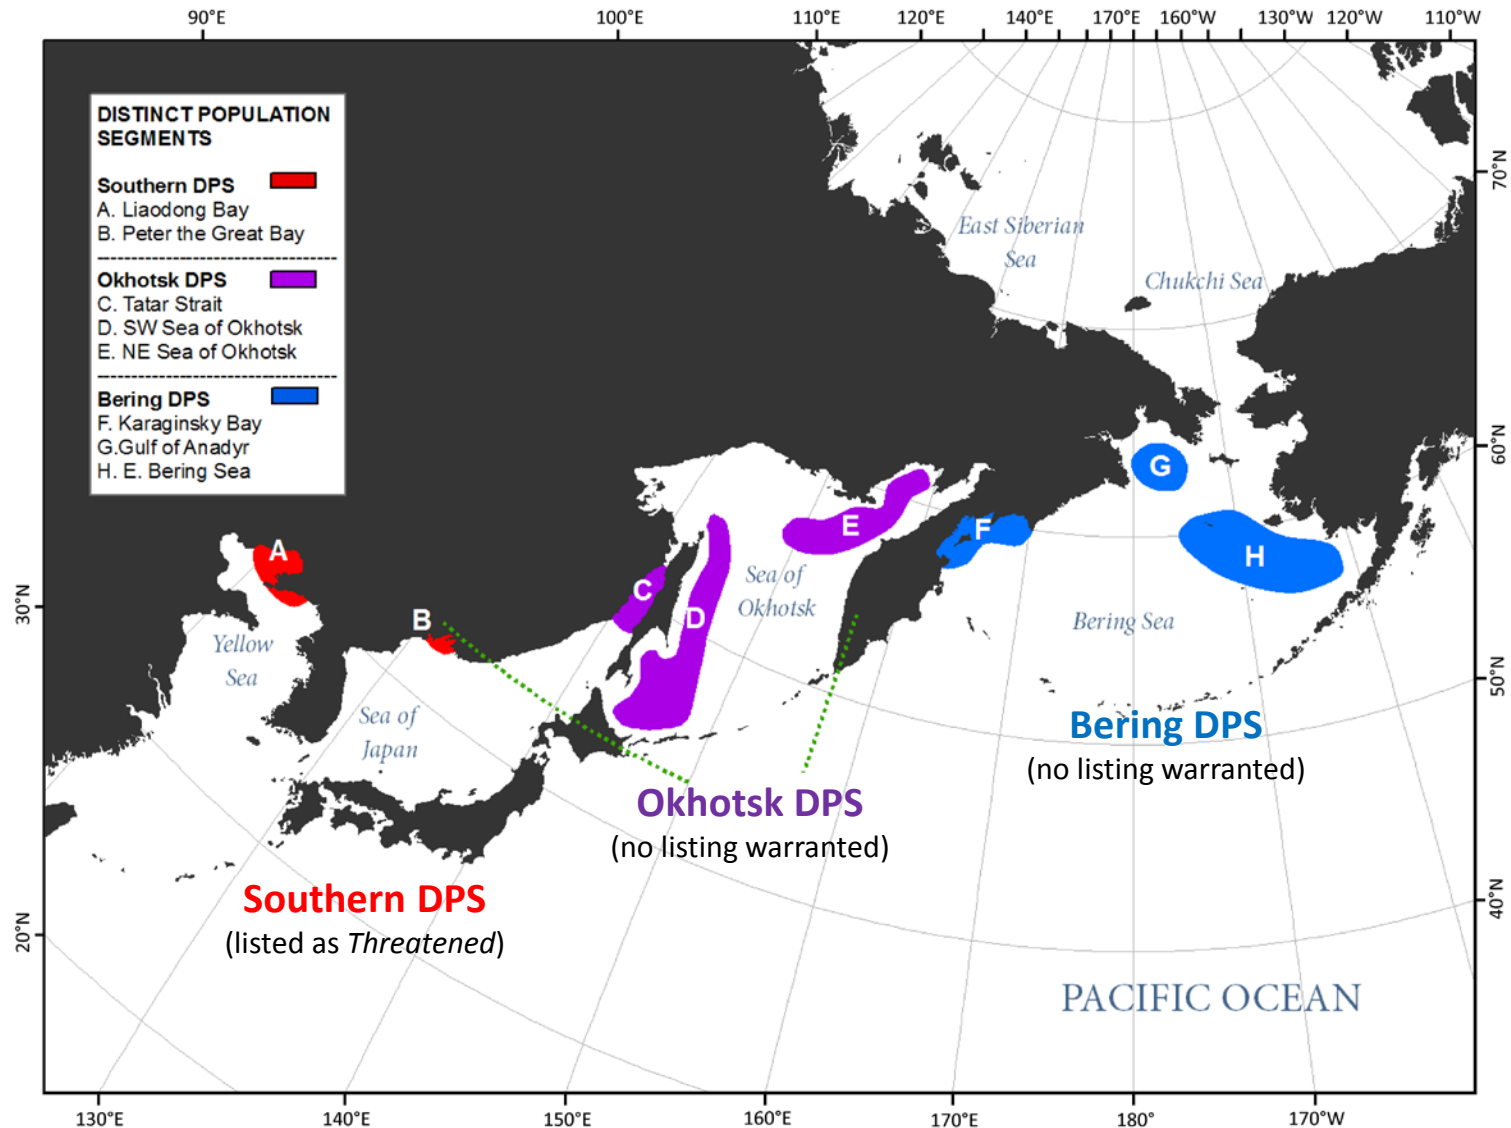 90°E
100°E
110°E
120°E
140°E
170°E
160°W
130°W
120°W
110°W
DISTINCT POPULATION
SEGMENTS
Southern DPS
A. Liaodong Bay
B. Peter the Great Bay
Okhotsk DPS
C. Tatar Strait
D. SW Sea of Okhotsk
E. NE Sea of Okhotsk
Bering DPS
F. Karaginsky Bay
G.Gulf of Anadyr
H. E. Bering Sea
East Siberian
Sea
Chukchi Sea
70°N
60°N
50°N
40°N
30°N
20°N
A
B
C
D
E
F
G
H
Yellow
Sea
Sea of
Japan
Sea of
Okhotsk
Bering Sea
Bering DPS
(no listing warranted)
Okhotsk DPS
(no listing warranted)
Southern DPS
(listed as Threatened)
PACIFIC OCEAN
130°E
140°E
150°E
160°E
170°E
180°
170°W